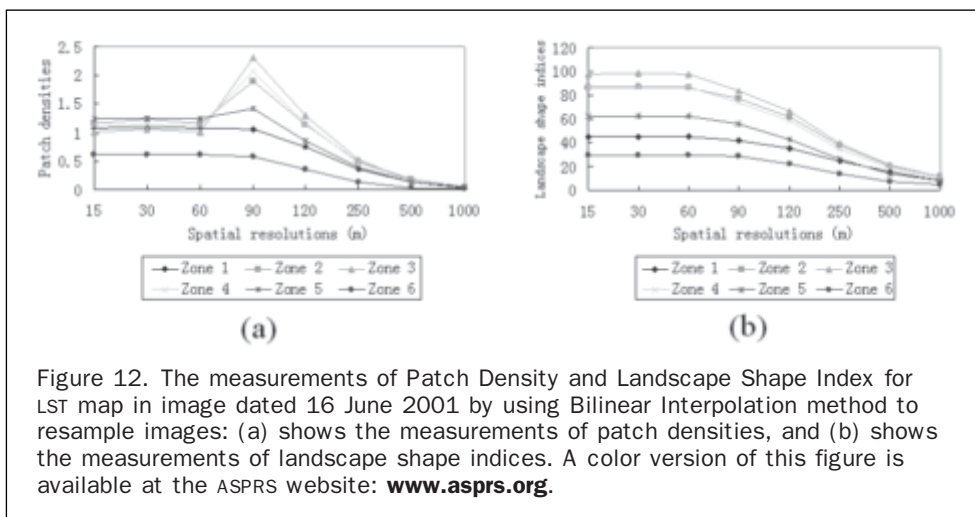 Patch densities
2.5
2
1.5
1
0.5
0
15 30 60 90 120 250 500 1000
Spatial resolutions (m)
Zone 1 Zone 2 Zone 3
Zone 4 Zone 5 Zone 6
(a)
Landscape shape indices
120
100
80
60
40
20
0
15 30 60 90 120 250 500 1000
Spatial resolutions (m)
Zone 1 Zone 2 Zone 3
Zone 4 Zone 5 Zone 6
(b)
Figure 12. The measurements of Patch Density and Landscape Shape Index for
LST map in image dated 16 June 2001 by using Bilinear Interpolation method to
resample images: (a) shows the measurements of patch densities, and (b) shows
the measurements of landscape shape indices. A color version of this figure is
available at the ASPRS website: www.asprs.org.